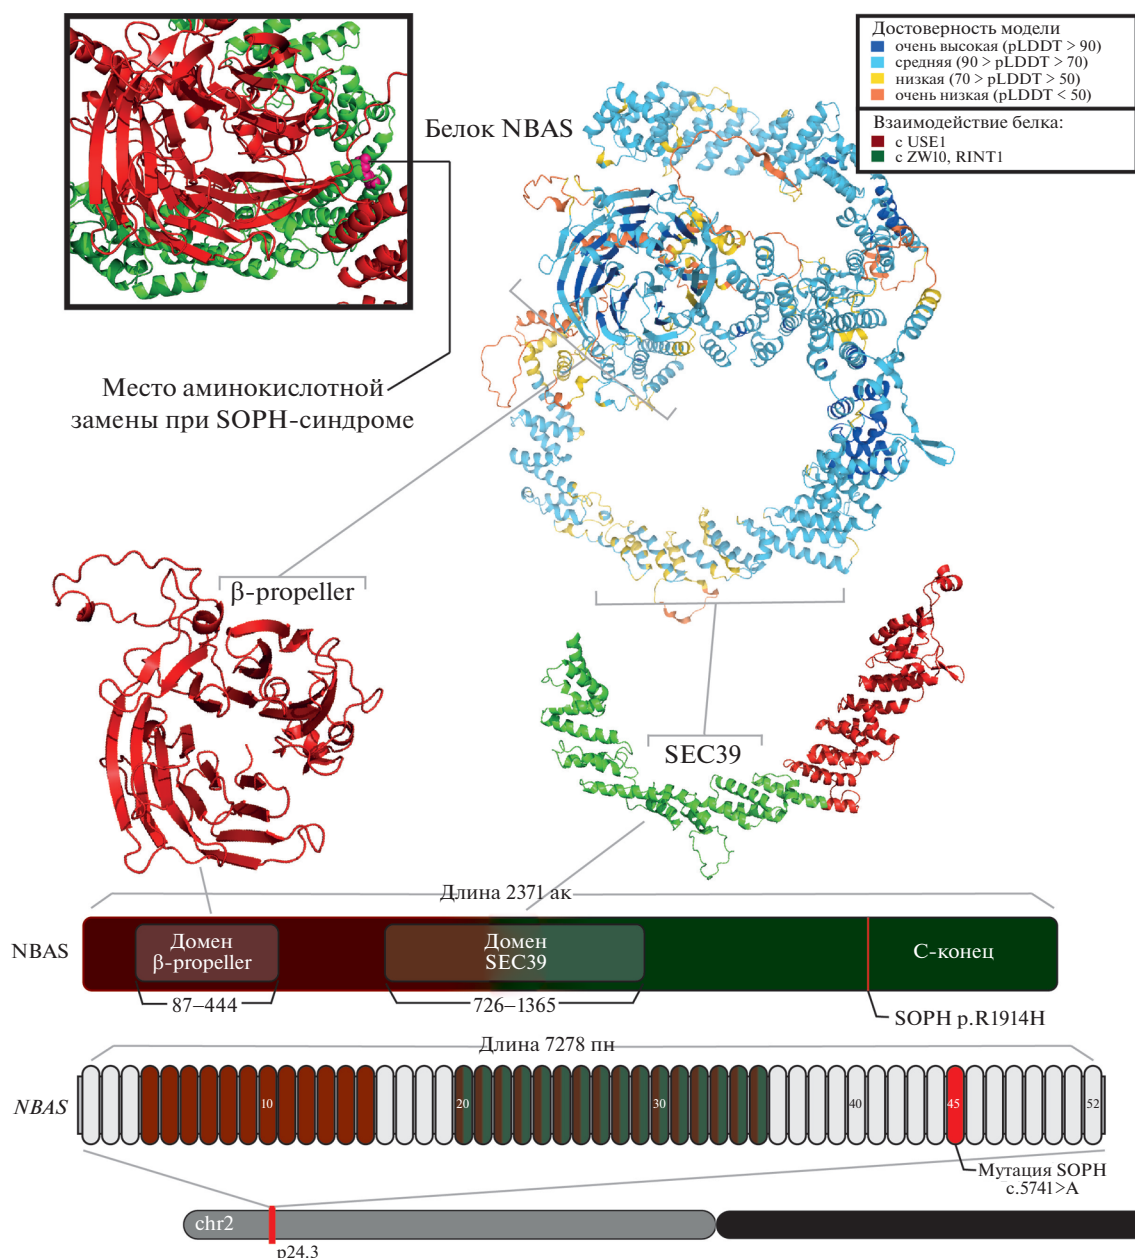 Достоверность модели
очень высокая (pLDDT > 90)
средняя (90 > pLDDT > 70)
низкая (70 > pLDDT > 50)
очень низкая (pLDDT < 50)
Взаимодействие белка:
с USE1
с ZW10, RINT1
Белок NBAS
Место аминокислотной
замены при SOPH-синдроме
β-propeller
SEC39
Длина 2371 ак
NBAS
Домен
β-propeller
Домен
SEC39
С-конец
87–444
726–1365
SOPH p.R1914H
Длина 7278 пн
NBAS
10
20
30
40
45
52
Мутация SOPH
c.5741>A
chr2
p24.3